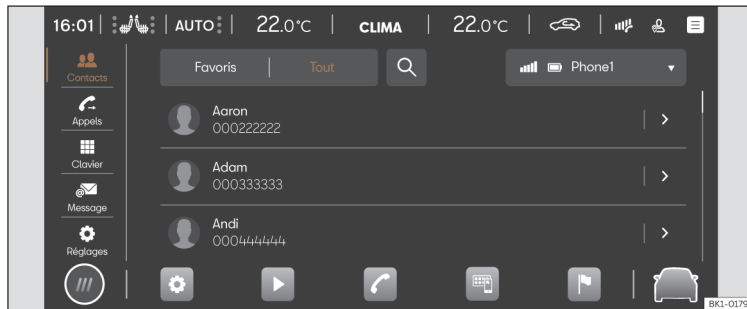 16:01 AUTO 22.0°C CLIMA 22.0°C
Contacts
Favoris Tout Phone1
Appels
Aaron
000222222
Clavier
Adam
000333333
Message
Andi
000444444
Réglages
BK1-0179